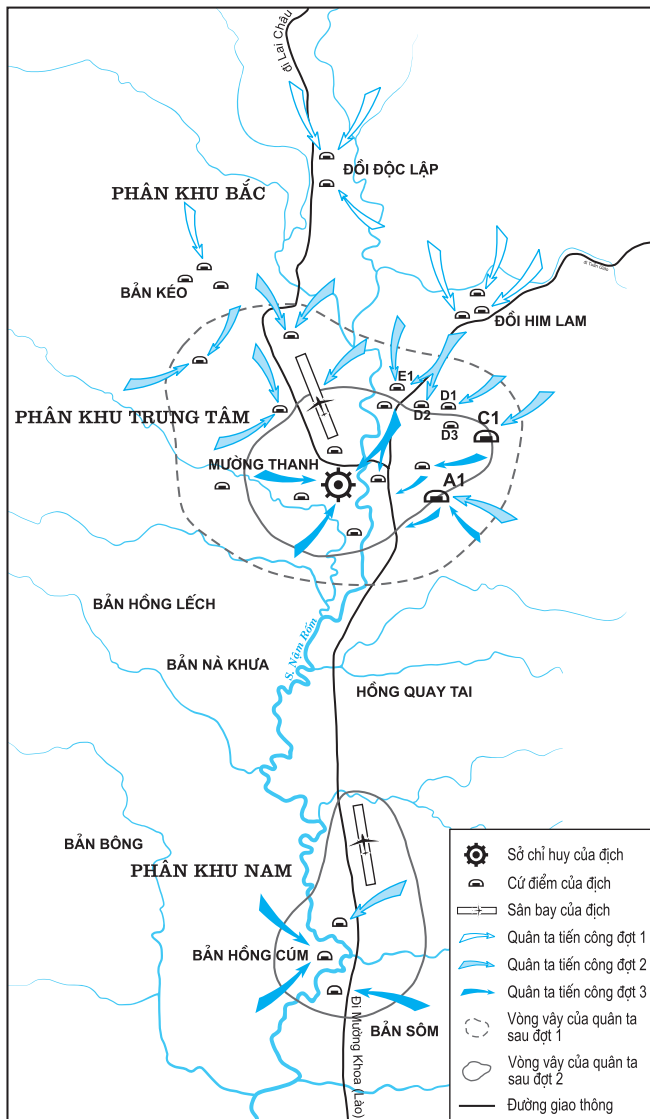 đi Lai Châu
ĐỒI ĐỘC LẬP
PHÂN KHU BẮC
đi Tuần Giáo
BẢN KÉO
ĐỒI HIM LAM
E1
D1
D2
C1
PHÂN KHU TRUNG TÂM
D3
MƯỜNG THANH
A1
BẢN HỒNG LẾCH
S. Nậm Rốm
BẢN NÀ KHƯA
HỒNG QUAY TAI
BẢN BÔNG
PHÂN KHU NAM
BẢN HỒNG CÚM
BẢN SÔM
Đi Mường Khoa (Lào)
Sở chỉ huy của địch
Cứ điểm của địch
Sân bay của địch
Quân ta tiến công đợt 1
Quân ta tiến công đợt 2
Quân ta tiến công đợt 3
Vòng vây của quân ta
sau đợt 1
Vòng vây của quân ta
sau đợt 2
Đường giao thông